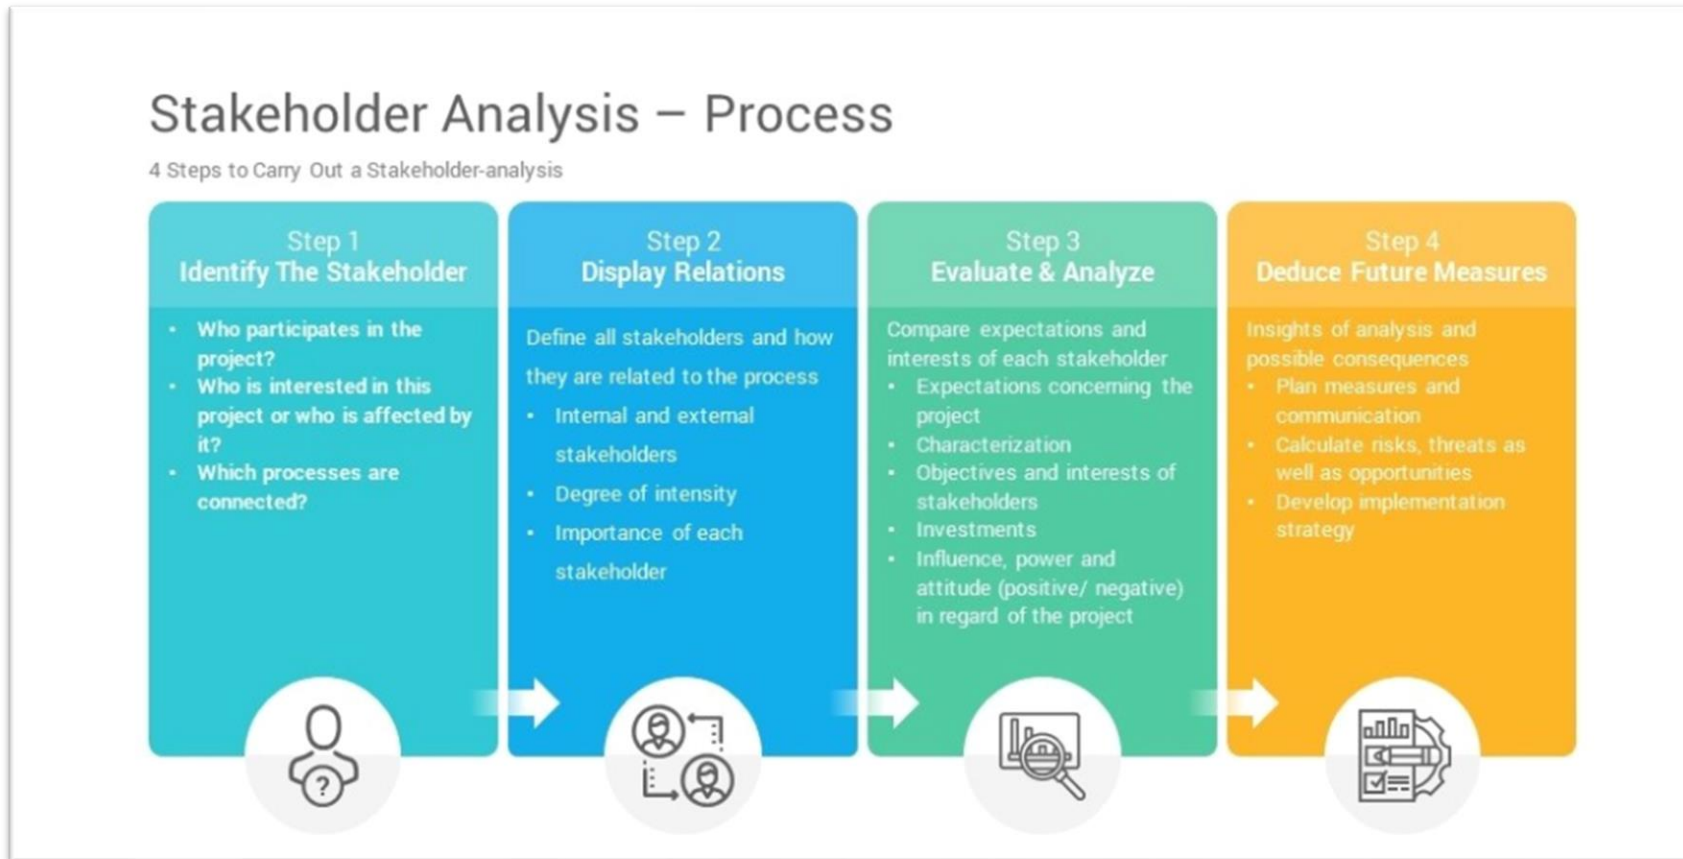 Stakeholder Analysis – Process
4 Steps to Carry Out a Stakeholder-analysis
Step 1
Identify The Stakeholder
• Who participates in the
project?
• Who is interested in this
project or who is affected by
it?
• Which processes are
connected?
Step 2
Display Relations
Define all stakeholders and how
they are related to the process
• Internal and external
stakeholders
• Degree of intensity
• Importance of each
stakeholder
Step 3
Evaluate & Analyze
Compare expectations and
interests of each stakeholder
• Expectations concerning the
project
• Characterization
• Objectives and interests of
stakeholders
• Investments
• Influence, power and
attitude (positive/ negative)
in regard of the project
Step 4
Deduce Future Measures
Insights of analysis and
possible consequences
• Plan measures and
communication
• Calculate risks, threats as
well as opportunities
• Develop implementation
strategy
?